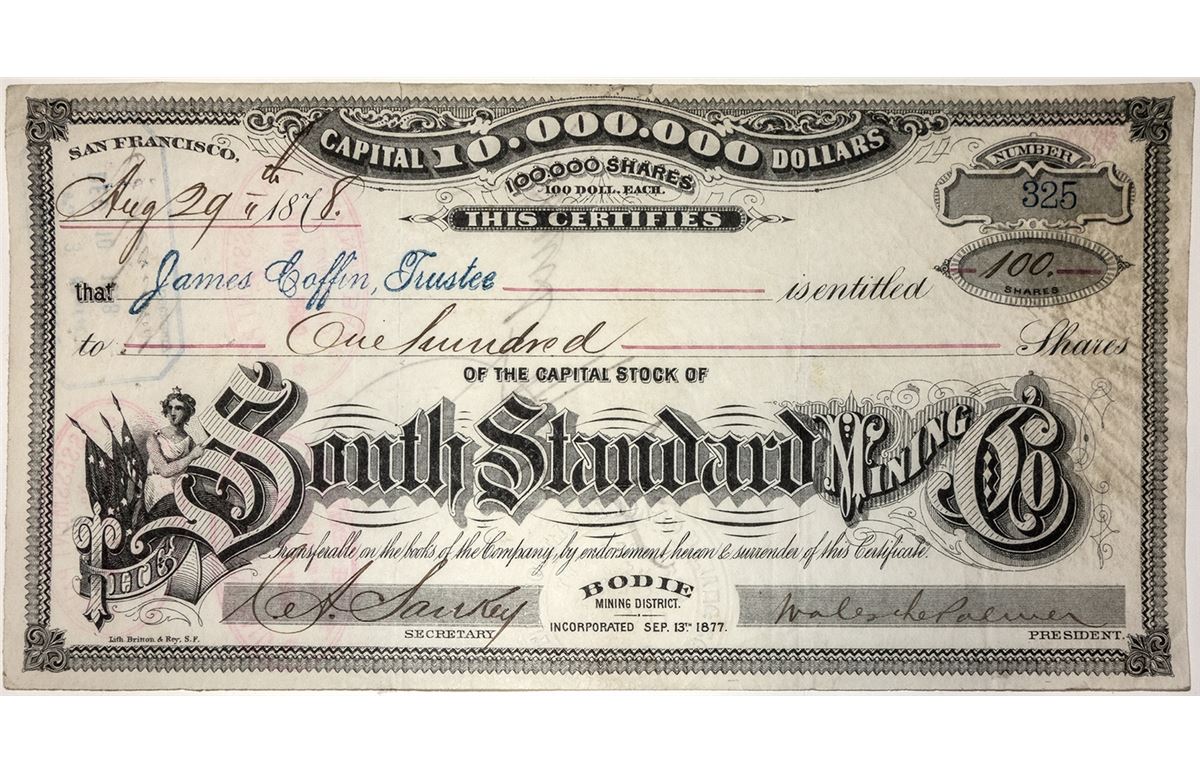 CAPITAL 10.000.000 DOLLARS
SAN FRANCISCO,
Aug 29th 1878.
100.000 SHARES
100 DOLL. EACH.
THIS CERTIFIES
NUMBER
325
that James Coffin, Trustee is entitled
100.
SHARES
to One hundred Shares
OF THE CAPITAL STOCK OF
THE South Standard MINING Co
Transferable, on the books of the Company, by endorsement hereon & surrender of this Certificate.
BODIE
MINING DISTRICT.
INCORPORATED SEP. 13TH 1877.
Sankey
SECRETARY
Palmer
PRESIDENT.
Lith. Britton & Rey, S.F.